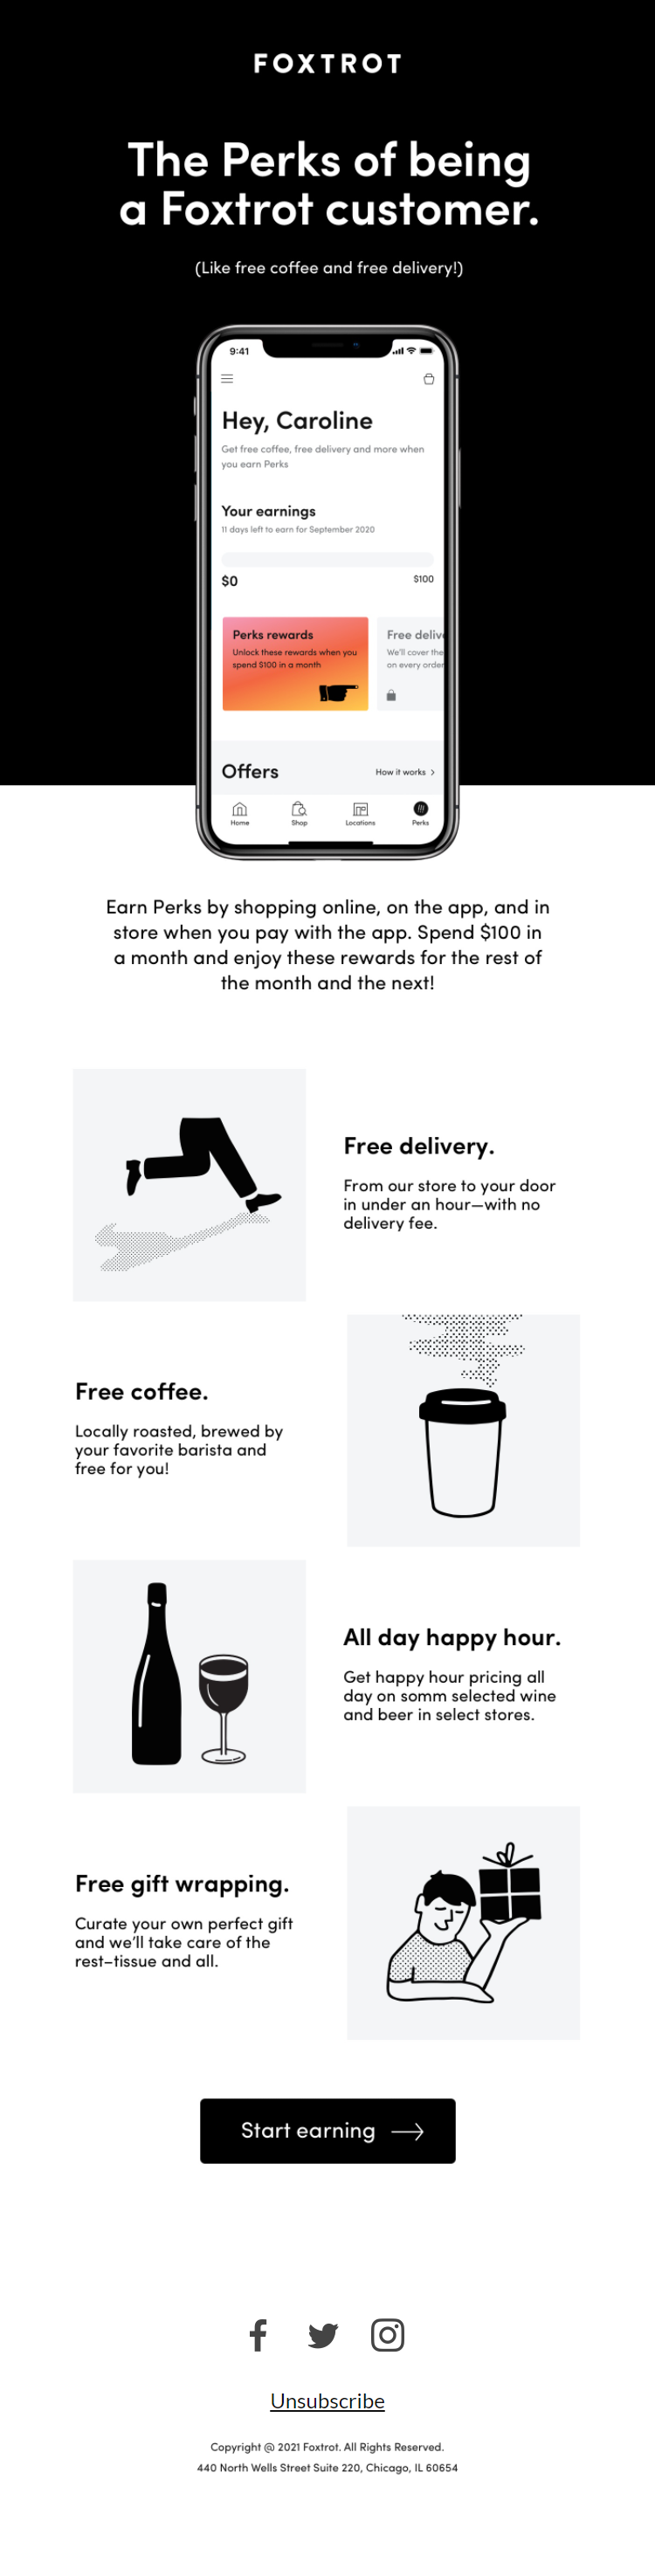 FOXTROT
The Perks of being
a Foxtrot customer.
(Like free coffee and free delivery!)
9:41
Hey, Caroline
Get free coffee, free delivery and more when
you earn Perks
Your earnings
11 days left to earn for September 2020
$0
$100
Perks rewards
Unlock these rewards when you
spend $100 in a month
Free deliv
We'll cover the
on every order
Offers
How it works
Home
Shop
Locations
Perks
Earn Perks by shopping online, on the app, and in
store when you pay with the app. Spend $100 in
a month and enjoy these rewards for the rest of
the month and the next!
Free delivery.
From our store to your door
in under an hour—with no
delivery fee.
Free coffee.
Locally roasted, brewed by
your favorite barista and
free for you!
All day happy hour.
Get happy hour pricing all
day on somm selected wine
and beer in select stores.
Free gift wrapping.
Curate your own perfect gift
and we'll take care of the
rest–tissue and all.
Start earning
Unsubscribe
Copyright @ 2021 Foxtrot. All Rights Reserved.
440 North Wells Street Suite 220, Chicago, IL 60654